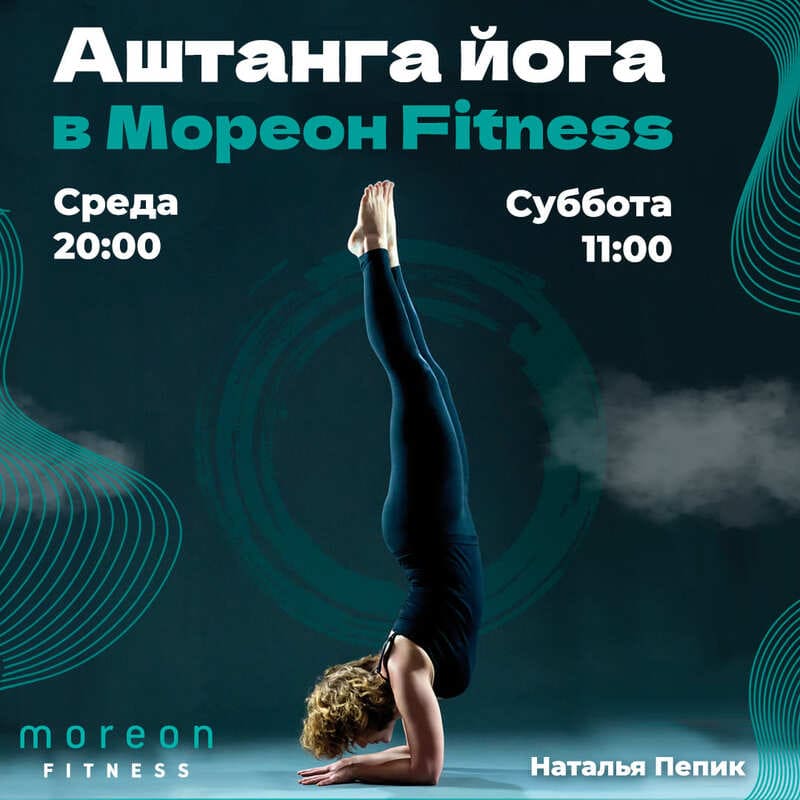 Аштанга йога
в Мореон Fitness
Среда
20:00
Суббота
11:00
moreon
FITNESS
Наталья Пепик